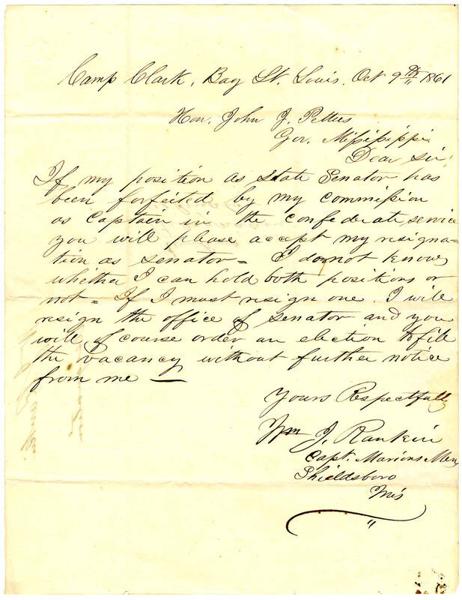 Camp Clark, Bay St. Louis. Oct 9th 1861
Hon. John J. Pettus
Gov. Mississippi
Dear Sir:
If my position as State Senator has
been forfeited by my commission
as Captain in the confederate service
you will please accept my resigna-
tion as Senator - I do not know
whether I can hold both positions or
not - If I must resign one. I will
resign the office of Senator and you
will of course order an election to fill
the vacancy without further notice
from me —
Yours Respectfully
Wm J. Rankin
Capt. Marions Men
Shieldsboro
Mis